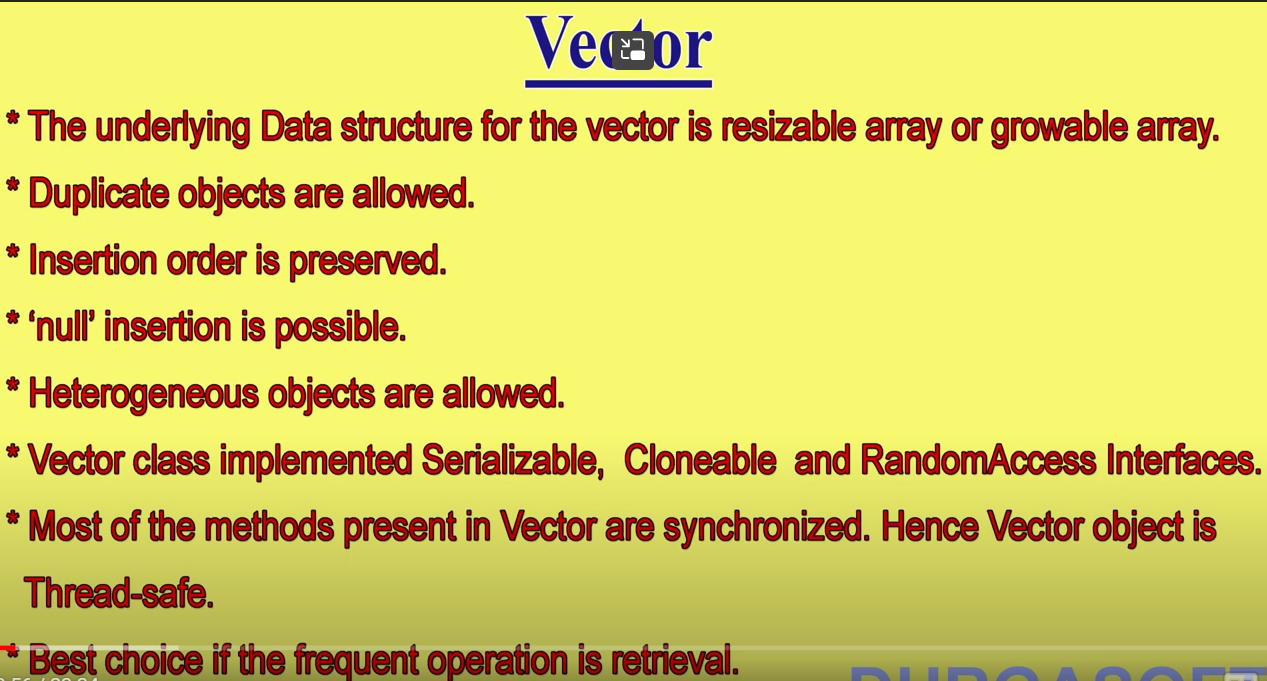 Vector
* The underlying Data structure for the vector is resizable array or growable array.
* Duplicate objects are allowed.
* Insertion order is preserved.
* ‘null’ insertion is possible.
* Heterogeneous objects are allowed.
* Vector class implemented Serializable, Cloneable and RandomAccess Interfaces.
* Most of the methods present in Vector are synchronized. Hence Vector object is
Thread-safe.
* Best choice if the frequent operation is retrieval.